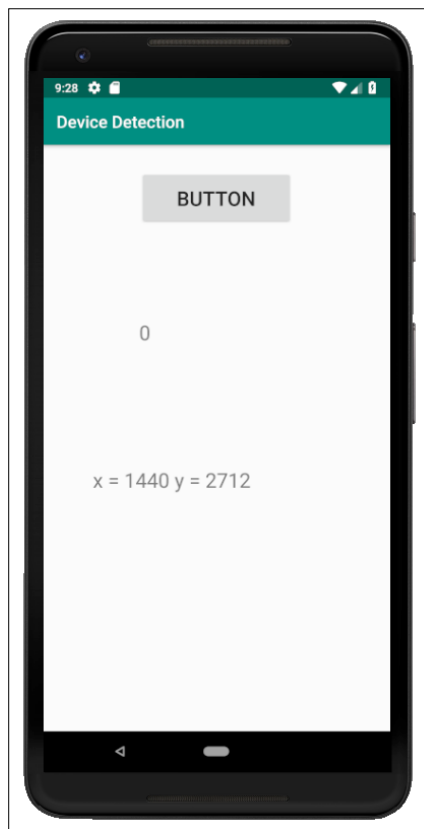 9:28
Device Detection
BUTTON
0
x = 1440 y = 2712